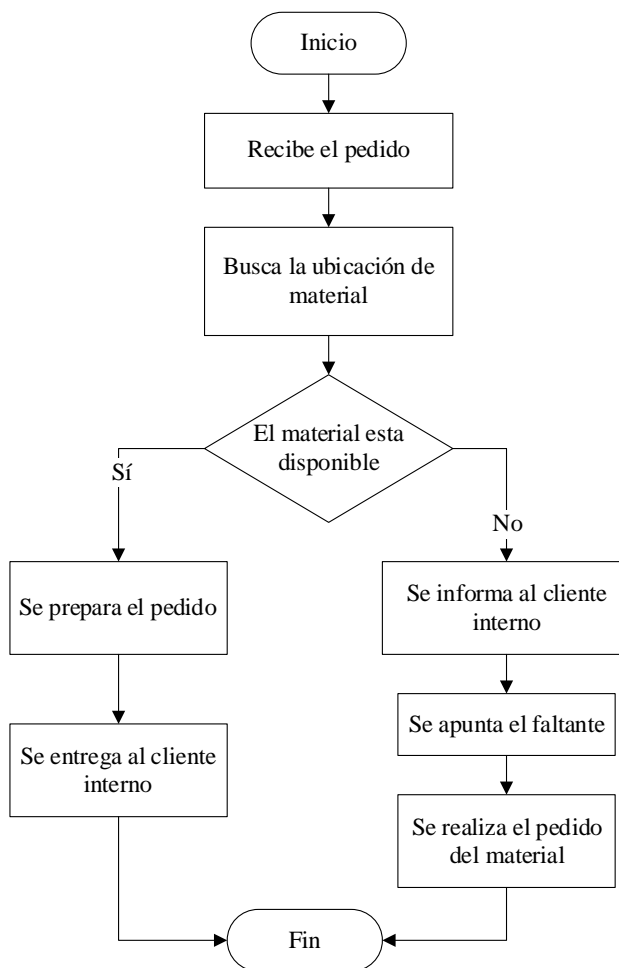 Inicio
Recibe el pedido
Busca la ubicación de
material
El material esta
disponible
Sí
No
Se prepara el pedido
Se entrega al cliente
interno
Se informa al cliente
interno
Se apunta el faltante
Se realiza el pedido
del material
Fin